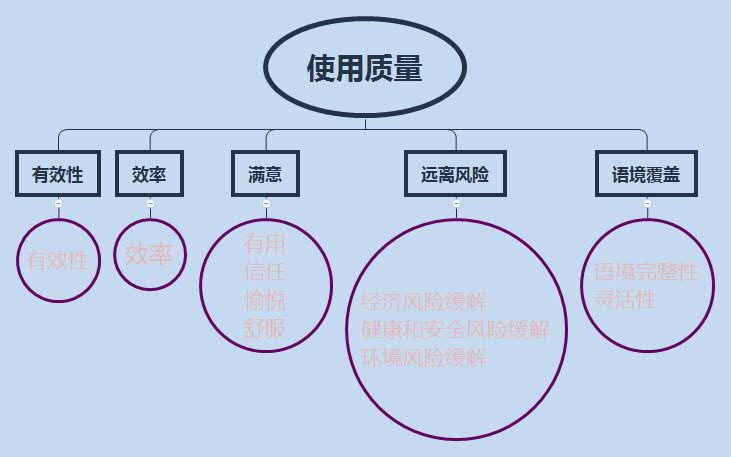 使用质量
有效性
效率
满意
远离风险
语境覆盖
有效性
效率
有用
信任
愉悦
舒服
经济风险缓解
健康和安全风险缓解
环境风险缓解
语境完整性
灵活性